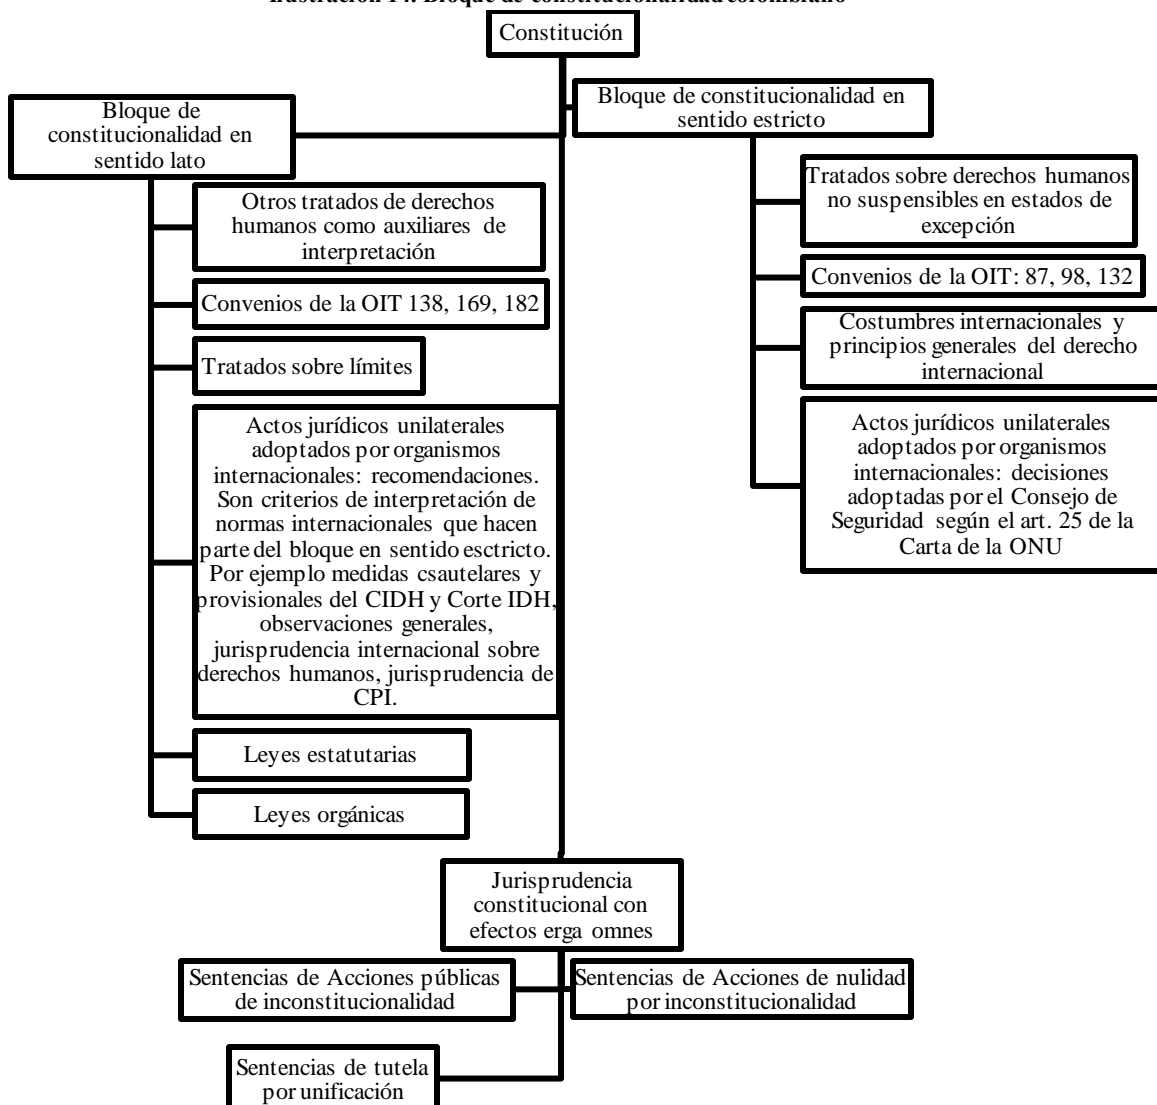 Ilustración 14. Bloque de constitucionalidad colombiano
Constitución
Bloque de
constitucionalidad en
sentido lato
Otros tratados de derechos
humanos como auxiliares de
interpretación
Convenios de la OIT 138, 169, 182
Tratados sobre límites
Actos jurídicos unilaterales
adoptados por organismos
internacionales: recomendaciones.
Son criterios de interpretación de
normas internacionales que hacen
parte del bloque en sentido esctricto.
Por ejemplo medidas csautelares y
provisionales del CIDH y Corte IDH,
observaciones generales,
jurisprudencia internacional sobre
derechos humanos, jurisprudencia de
CPI.
Leyes estatutarias
Leyes orgánicas
Bloque de constitucionalidad en
sentido estricto
Tratados sobre derechos humanos
no suspensibles en estados de
excepción
Convenios de la OIT: 87, 98, 132
Costumbres internacionales y
principios generales del derecho
internacional
Actos jurídicos unilaterales
adoptados por organismos
internacionales: decisiones
adoptadas por el Consejo de
Seguridad según el art. 25 de la
Carta de la ONU
Jurisprudencia
constitucional con
efectos erga omnes
Sentencias de Acciones públicas
de inconstitucionalidad
Sentencias de Acciones de nulidad
por inconstitucionalidad
Sentencias de tutela
por unificación